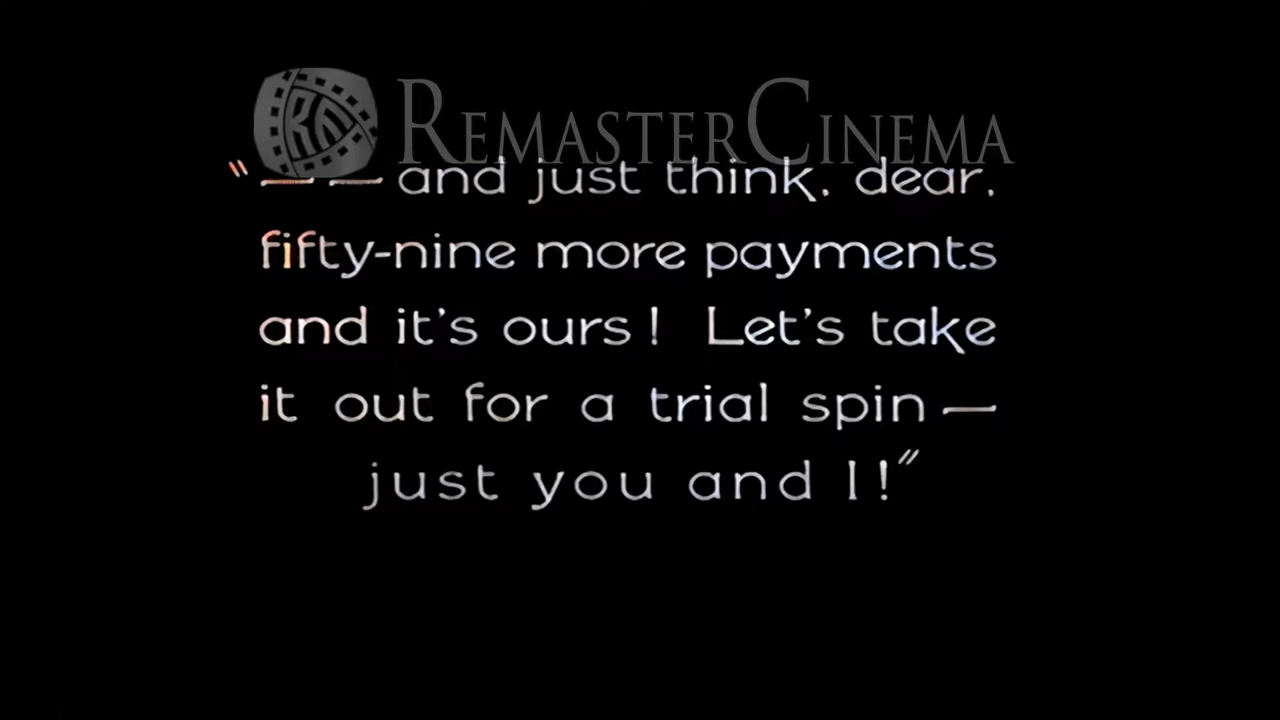 REMASTERCINEMA
"— — and just think, dear,
fifty-nine more payments
and it's ours! Let's take
it out for a trial spin —
just you and I!"